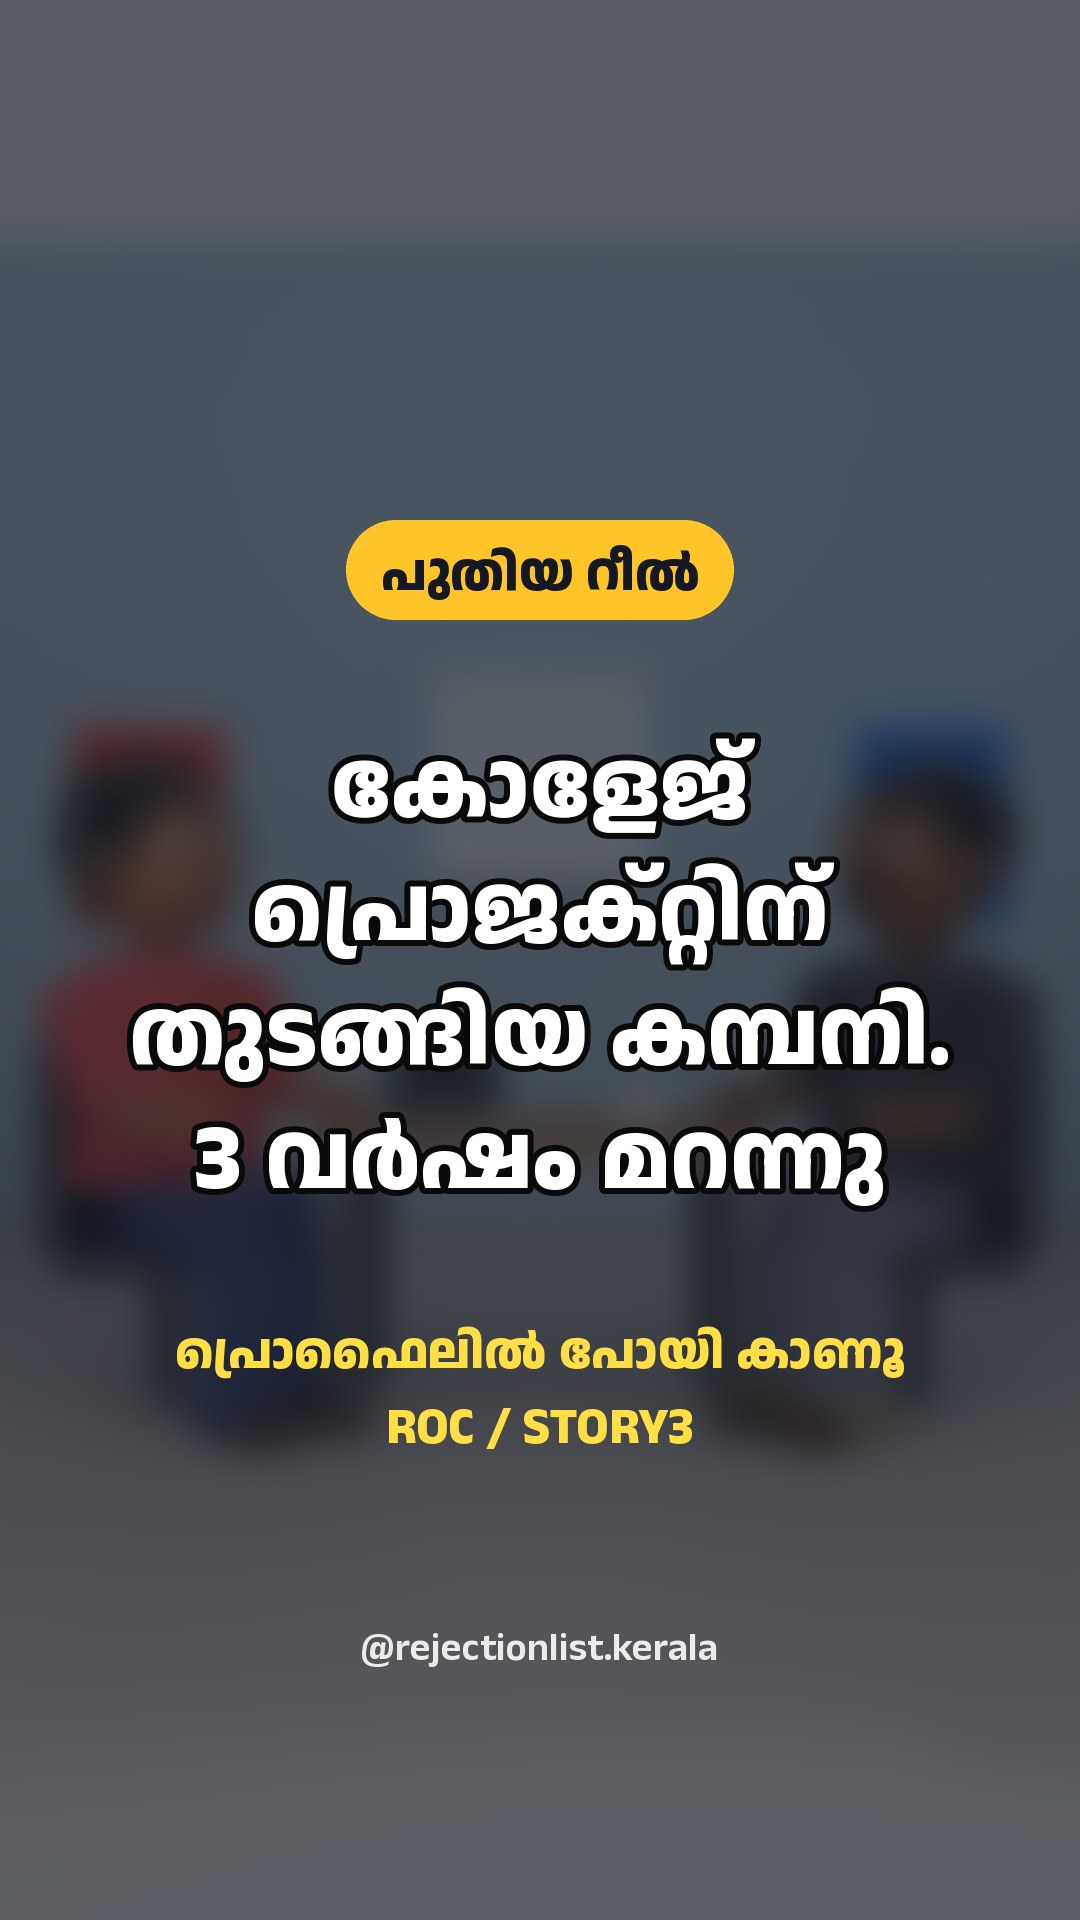 പുതിയ റീൽ
കോളേജ്
പ്രൊജക്റ്റിന്
തുടങ്ങിയ കമ്പനി.
3 വർഷം മറന്നു
പ്രൊഫൈലിൽ പോയി കാണൂ
ROC / STORY3
@rejectionlist.kerala